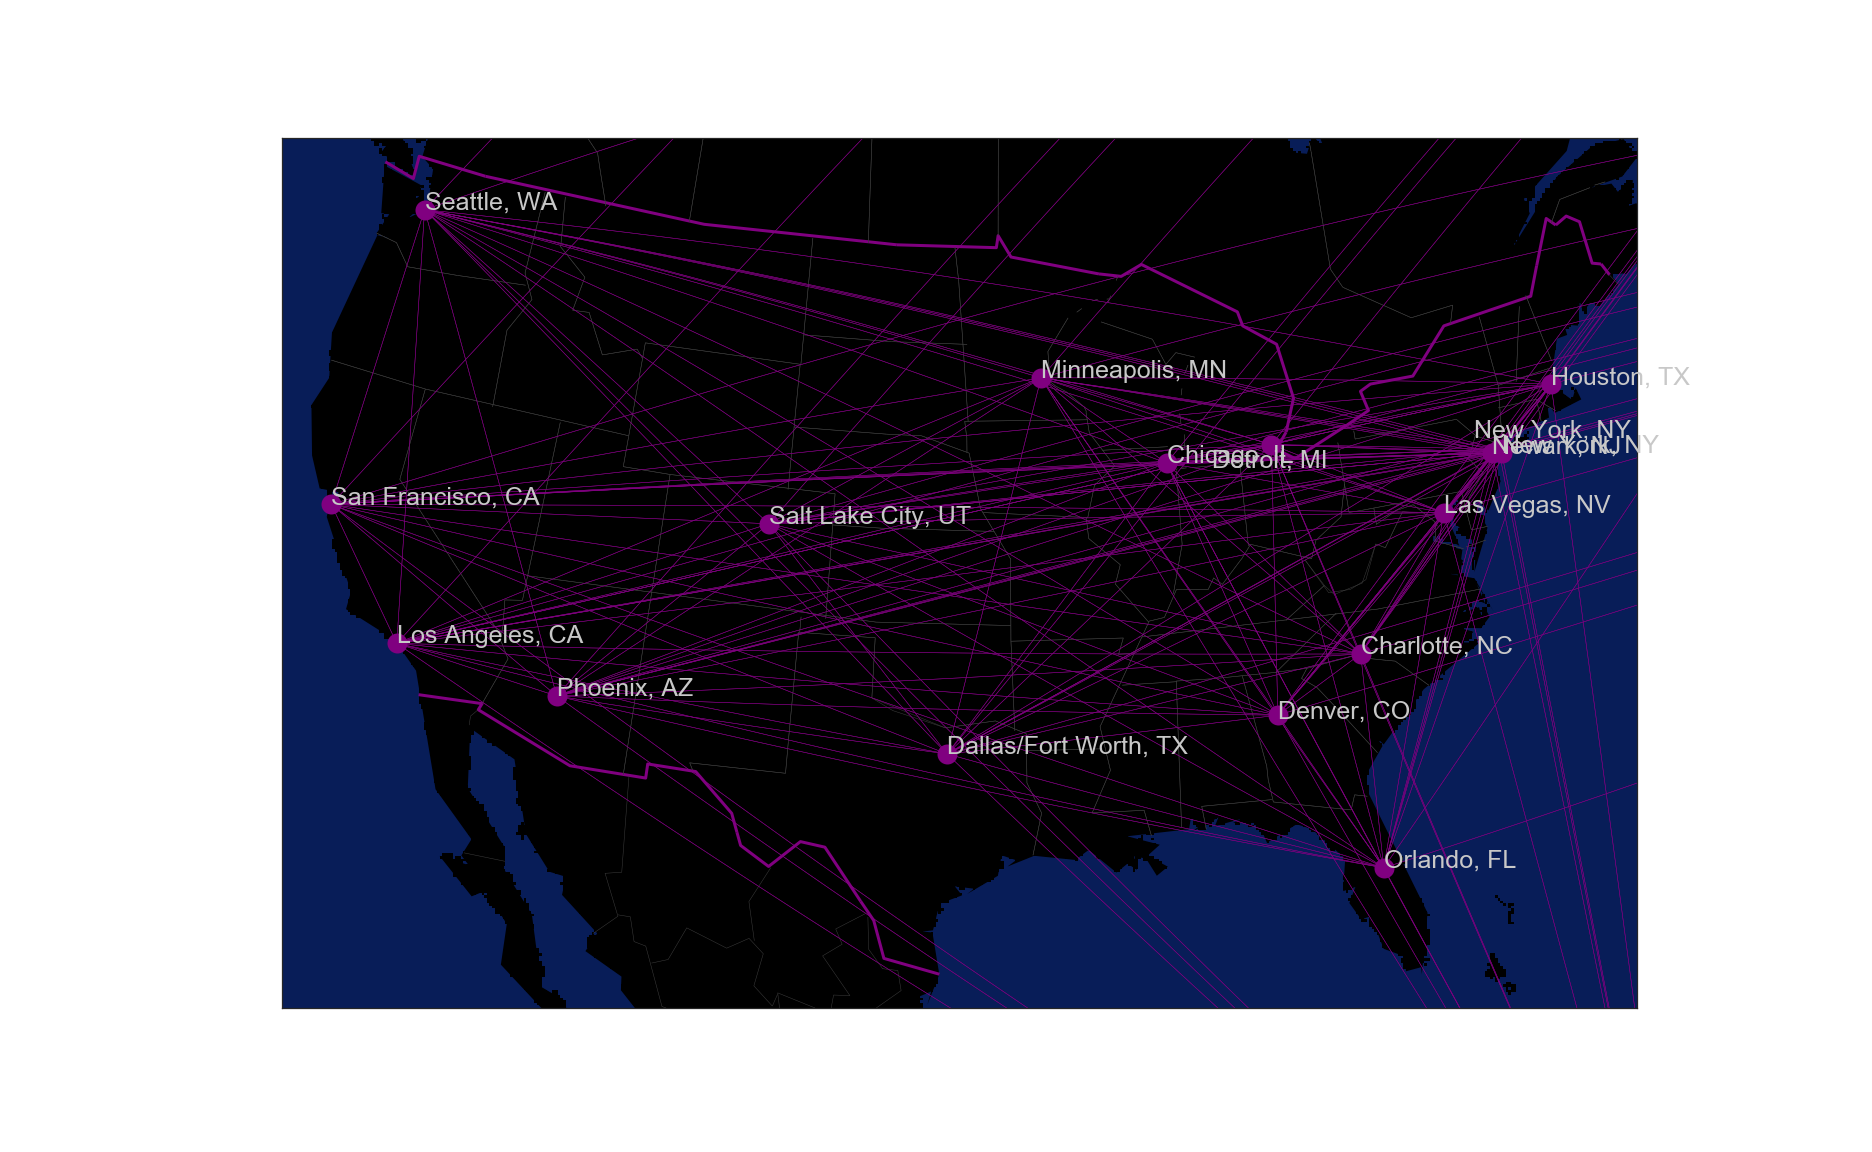 Seattle, WA
Minneapolis, MN
Houston, TX
New York, NY
Newark, NJ
New York, NY
Chicago, IL
Detroit, MI
San Francisco, CA
Las Vegas, NV
Salt Lake City, UT
Los Angeles, CA
Charlotte, NC
Phoenix, AZ
Denver, CO
Dallas/Fort Worth, TX
Orlando, FL